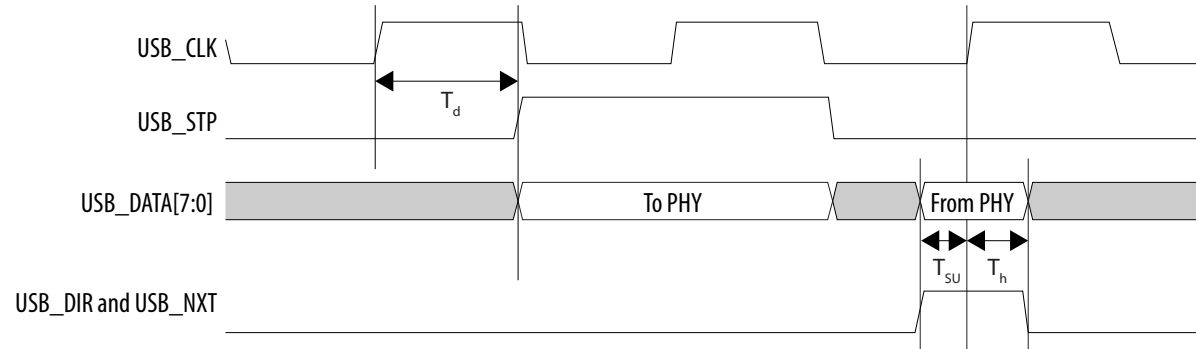 USB_CLK
T_d
USB_STP
USB_DATA[7:0]
To PHY
From PHY
T_SU
T_h
USB_DIR and USB_NXT